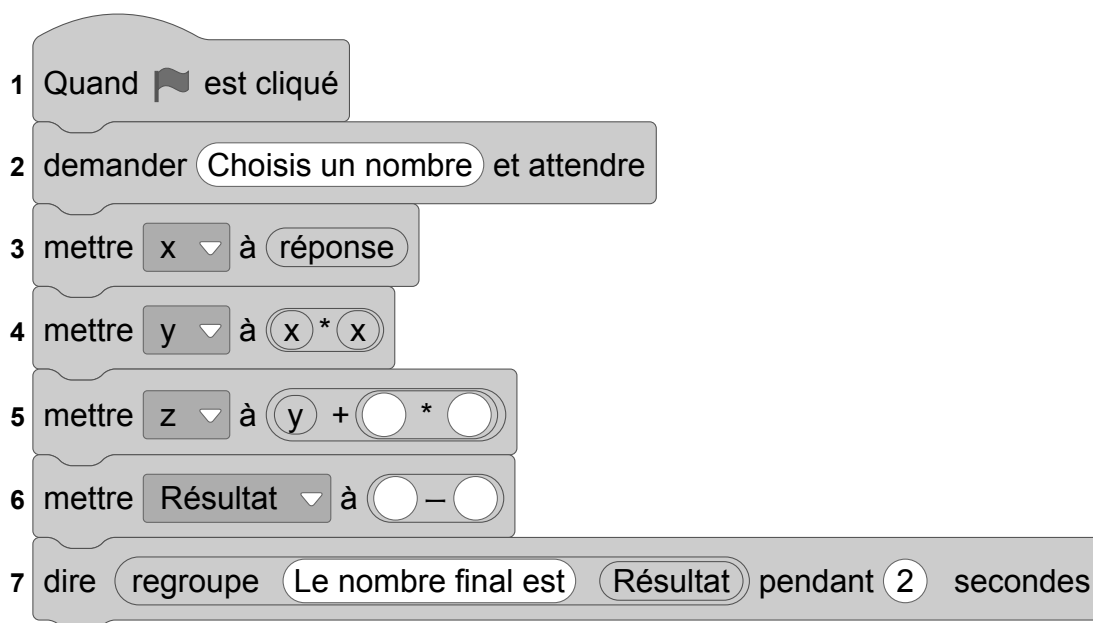 1 Quand est cliqué
2 demander Choisis un nombre et attendre
3 mettre x à réponse
4 mettre y à x * x
5 mettre z à y + *
6 mettre Résultat à –
7 dire regroupe Le nombre final est Résultat pendant 2 secondes